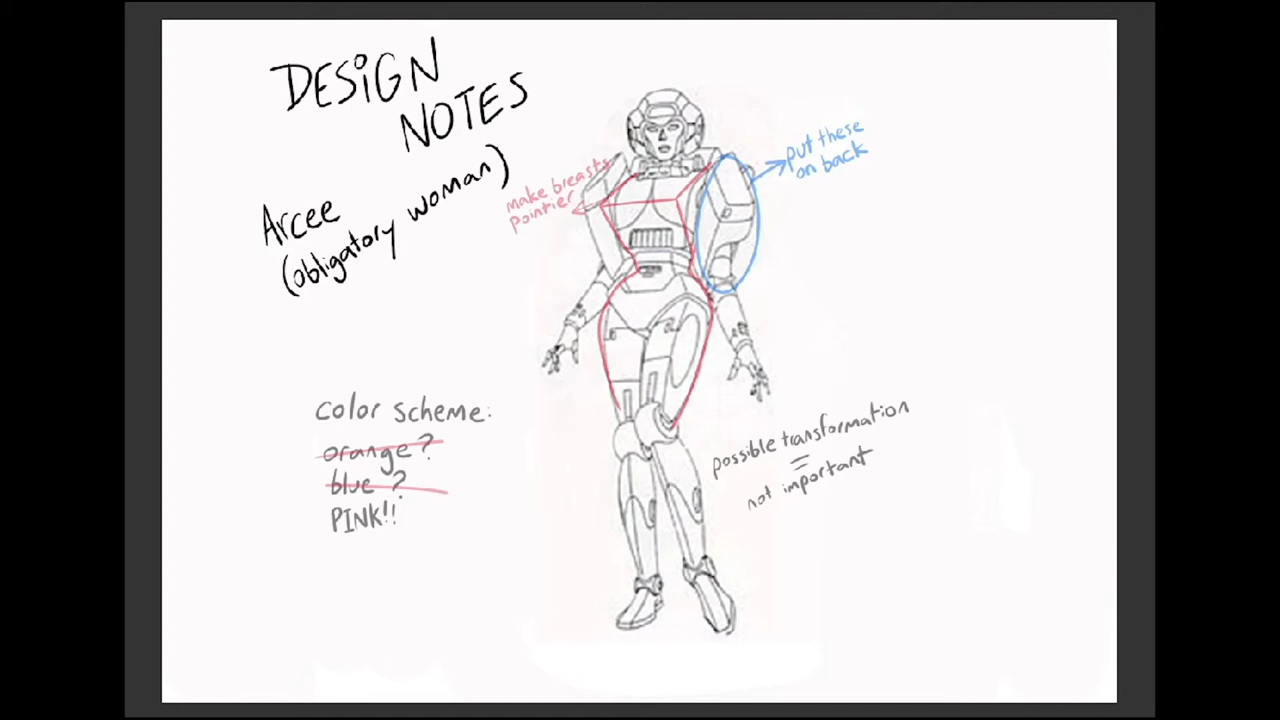 DESIGN
NOTES
Arcee
(obligatory woman)
make breasts
pointier
put these
on back
color scheme:
orange?
blue ?
PINK!!
possible transformation
=
not important